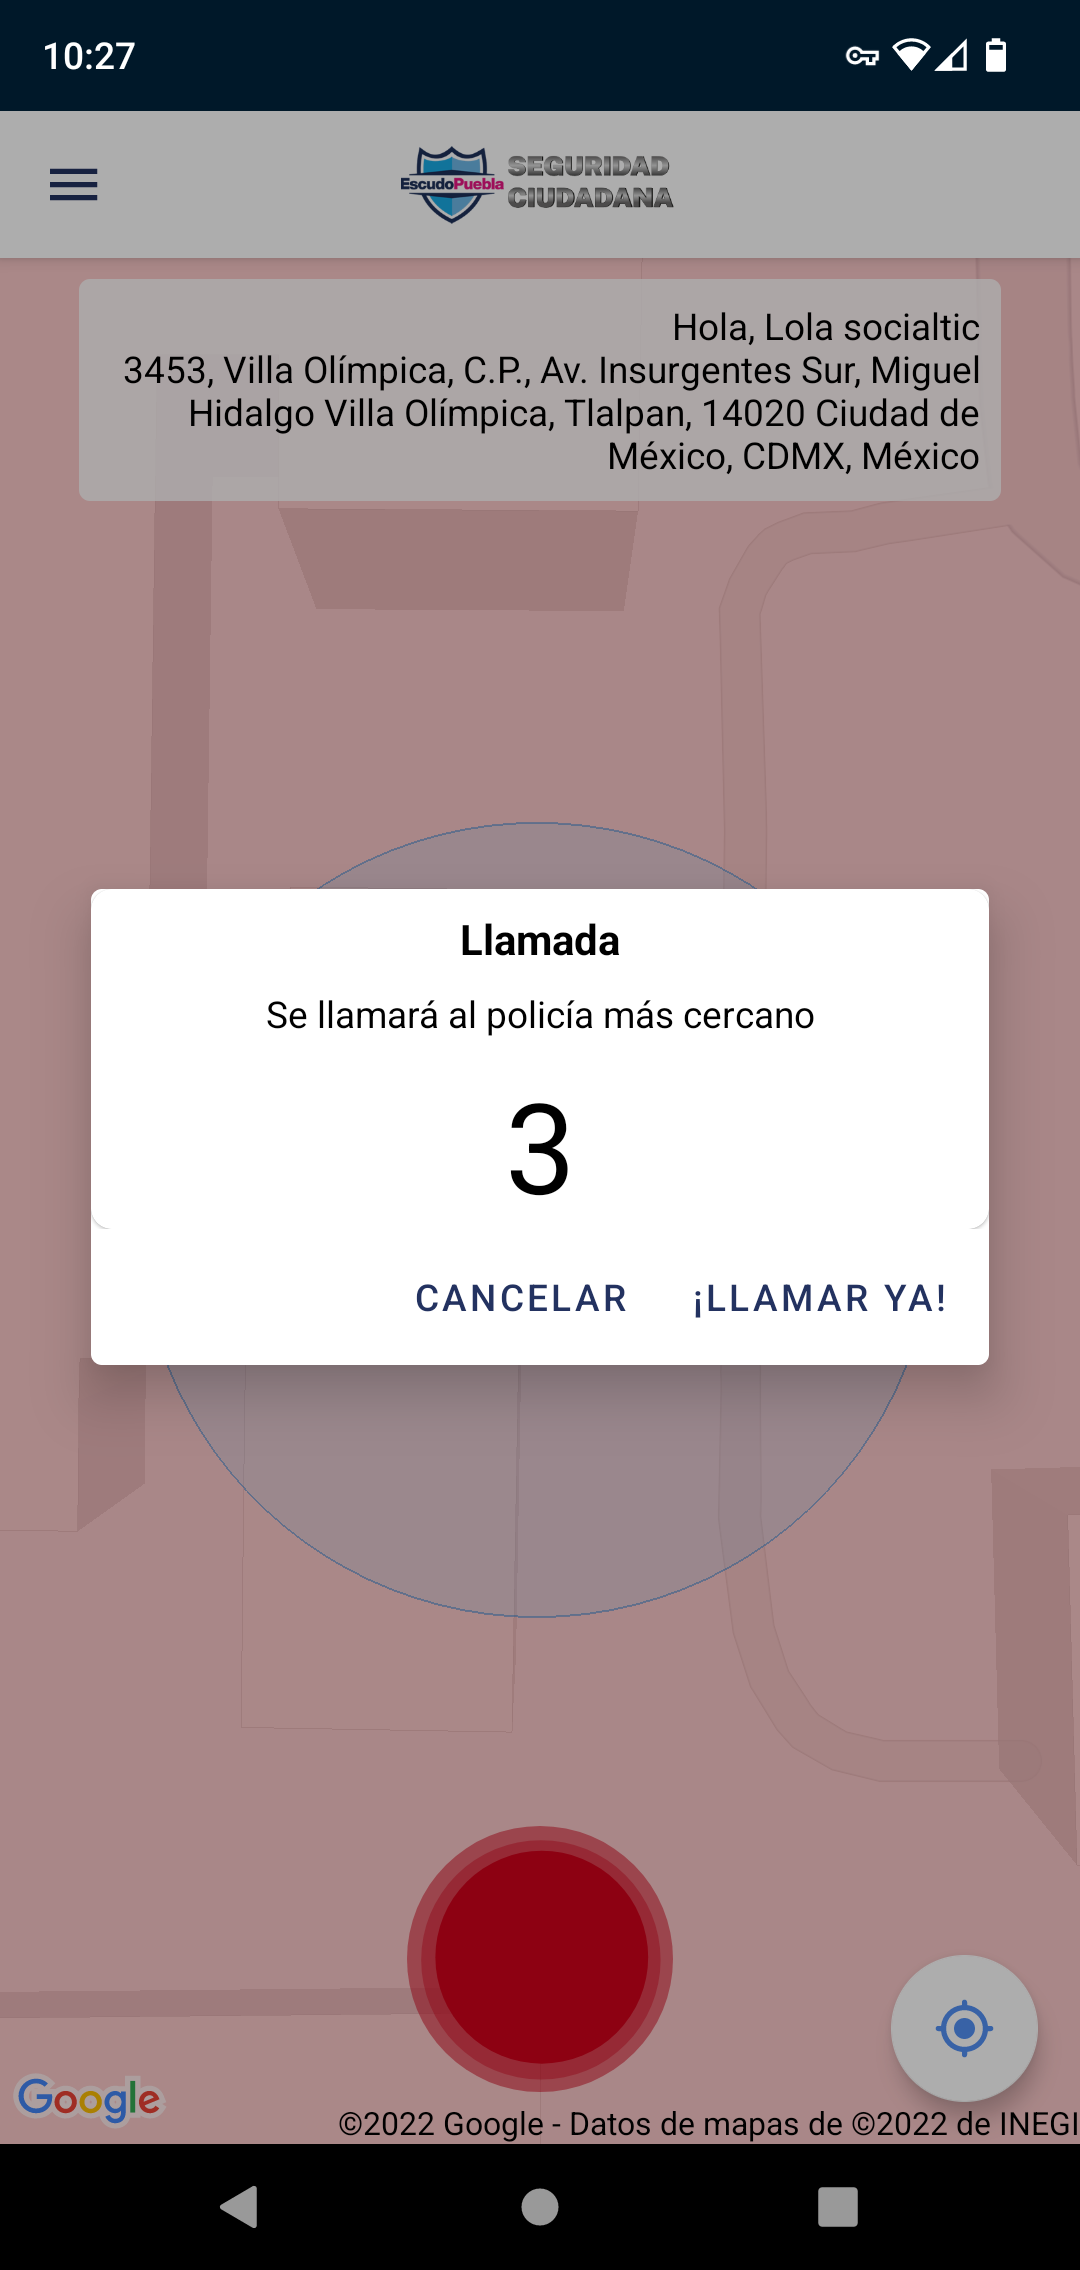 10:27
EscudoPuebla
SEGURIDAD
CIUDADANA
Hola, Lola socialtic
3453, Villa Olímpica, C.P., Av. Insurgentes Sur, Miguel
Hidalgo Villa Olímpica, Tlalpan, 14020 Ciudad de
México, CDMX, México
Llamada
Se llamará al policía más cercano
3
CANCELAR ¡LLAMAR YA!
Google
©2022 Google - Datos de mapas de ©2022 de INEGI